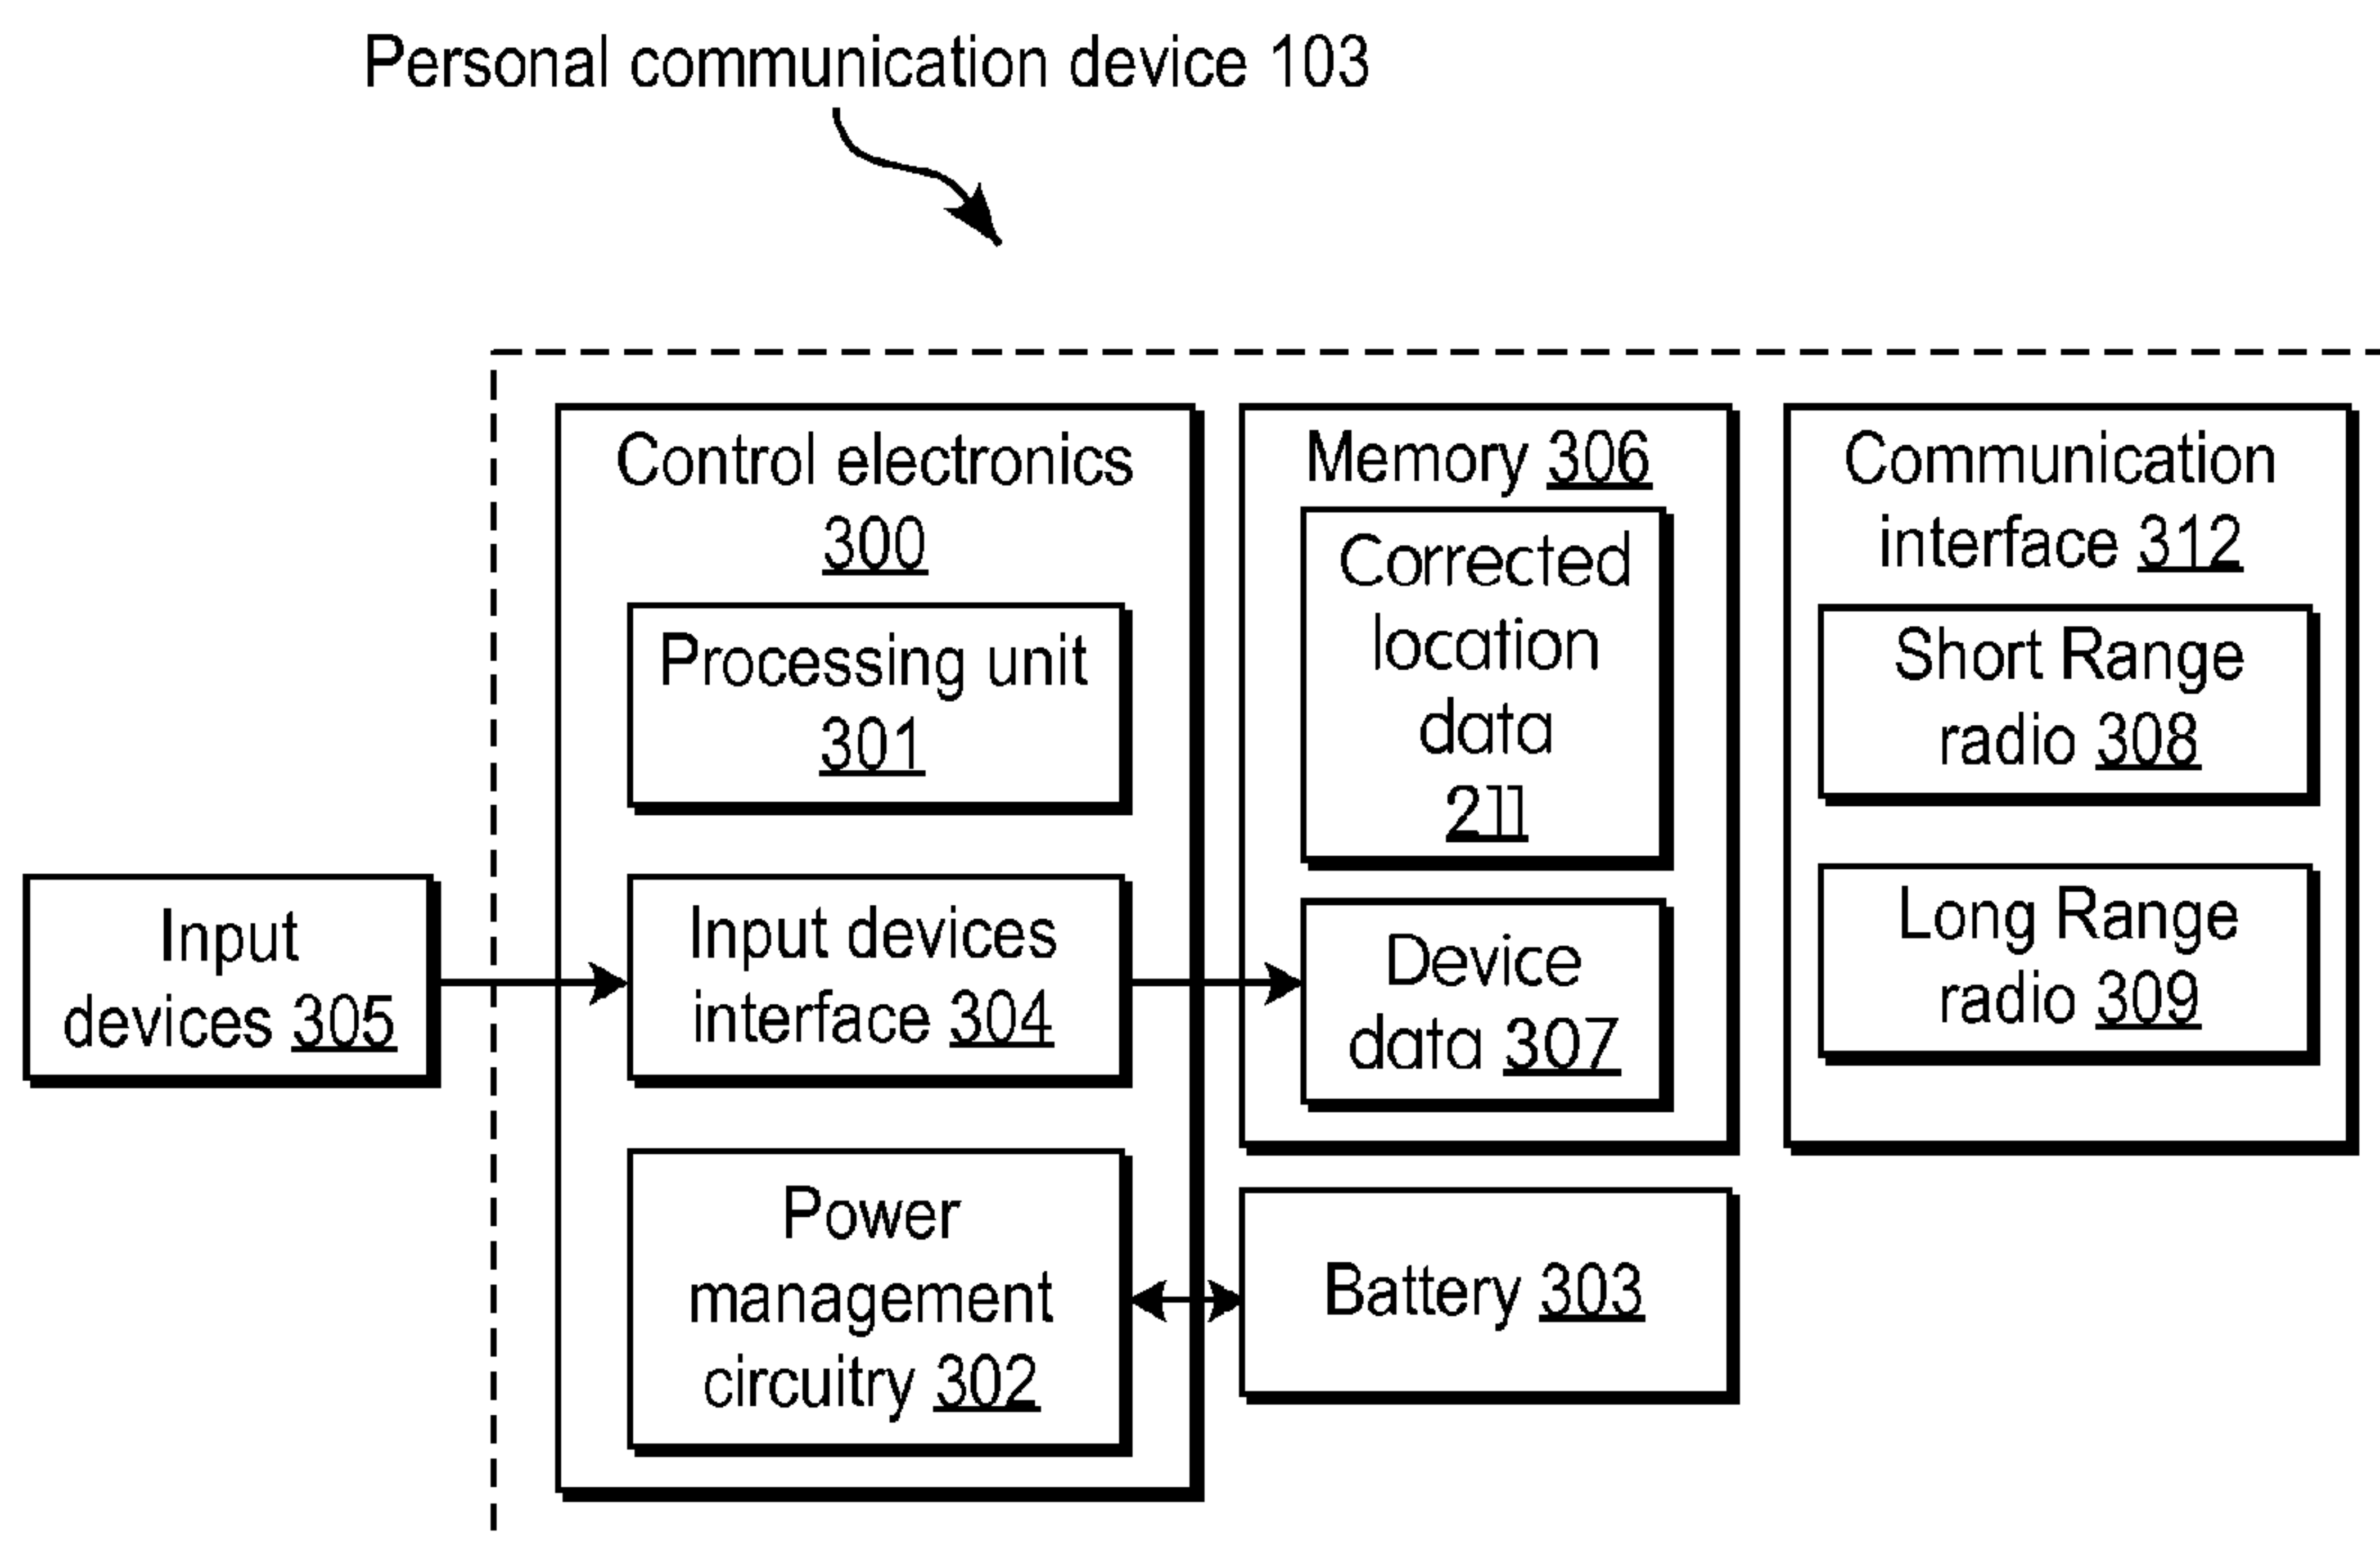 Personal communication device 103
Control electronics
300
Processing unit
301
Input
devices 305
Input devices
interface 304
Power
management
circuitry 302
Memory 306
Corrected
location
data
211
Device
data 307
Battery 303
Communication
interface 312
Short Range
radio 308
Long Range
radio 309